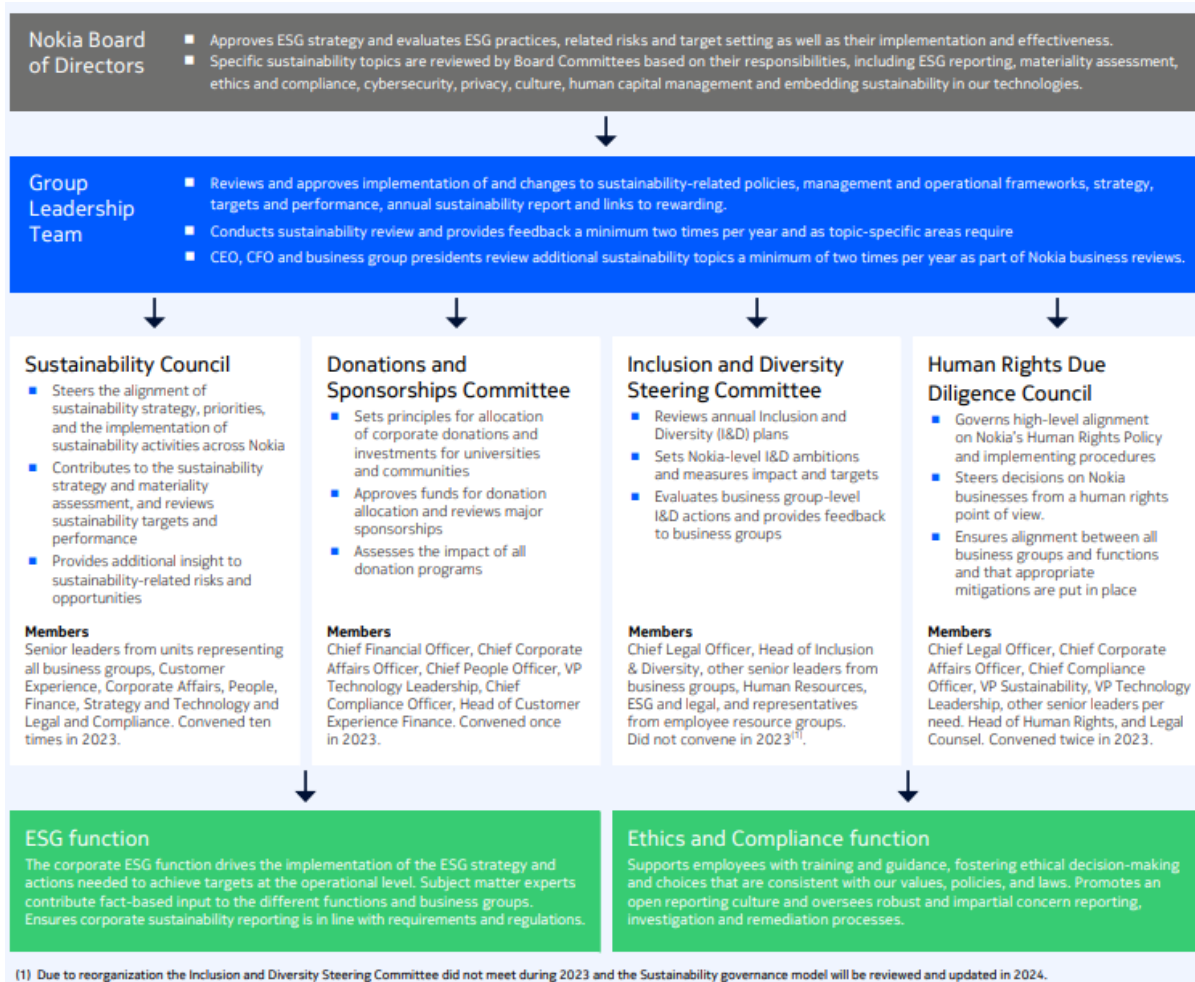 Nokia Board
of Directors
■ Approves ESG strategy and evaluates ESG practices, related risks and target setting as well as their implementation and effectiveness.
■ Specific sustainability topics are reviewed by Board Committees based on their responsibilities, including ESG reporting, materiality assessment,
ethics and compliance, cybersecurity, privacy, culture, human capital management and embedding sustainability in our technologies.
Group
Leadership
Team
■ Reviews and approves implementation of and changes to sustainability-related policies, management and operational frameworks, strategy,
targets and performance, annual sustainability report and links to rewarding.
■ Conducts sustainability review and provides feedback a minimum two times per year and as topic-specific areas require
■ CEO, CFO and business group presidents review additional sustainability topics a minimum of two times per year as part of Nokia business reviews.
Sustainability Council
■ Steers the alignment of
sustainability strategy, priorities,
and the implementation of
sustainability activities across Nokia
■ Contributes to the sustainability
strategy and materiality
assessment, and reviews
sustainability targets and
performance
■ Provides additional insight to
sustainability-related risks and
opportunities
Members
Senior leaders from units representing
all business groups, Customer
Experience, Corporate Affairs, People,
Finance, Strategy and Technology and
Legal and Compliance. Convened ten
times in 2023.
Donations and
Sponsorships Committee
■ Sets principles for allocation
of corporate donations and
investments for universities
and communities
■ Approves funds for donation
allocation and reviews major
sponsorships
■ Assesses the impact of all
donation programs
Members
Chief Financial Officer, Chief Corporate
Affairs Officer, Chief People Officer, VP
Technology Leadership, Chief
Compliance Officer, Head of Customer
Experience Finance. Convened once
in 2023.
Inclusion and Diversity
Steering Committee
■ Reviews annual Inclusion and
Diversity (I&D) plans
■ Sets Nokia-level I&D ambitions
and measures impact and targets
■ Evaluates business group-level
I&D actions and provides feedback
to business groups
Members
Chief Legal Officer, Head of Inclusion
& Diversity, other senior leaders from
business groups, Human Resources,
ESG and legal, and representatives
from employee resource groups.
Did not convene in 2023(1).
Human Rights Due
Diligence Council
■ Governs high-level alignment
on Nokia's Human Rights Policy
and implementing procedures
■ Steers decisions on Nokia
businesses from a human rights
point of view.
■ Ensures alignment between all
business groups and functions
and that appropriate
mitigations are put in place
Members
Chief Legal Officer, Chief Corporate
Affairs Officer, Chief Compliance
Officer, VP Sustainability, VP Technology
Leadership, other senior leaders per
need. Head of Human Rights, and Legal
Counsel. Convened twice in 2023.
ESG function
The corporate ESG function drives the implementation of the ESG strategy and
actions needed to achieve targets at the operational level. Subject matter experts
contribute fact-based input to the different functions and business groups.
Ensures corporate sustainability reporting is in line with requirements and regulations.
Ethics and Compliance function
Supports employees with training and guidance, fostering ethical decision-making
and choices that are consistent with our values, policies, and laws. Promotes an
open reporting culture and oversees robust and impartial concern reporting,
investigation and remediation processes.
(1) Due to reorganization the Inclusion and Diversity Steering Committee did not meet during 2023 and the Sustainability governance model will be reviewed and updated in 2024.